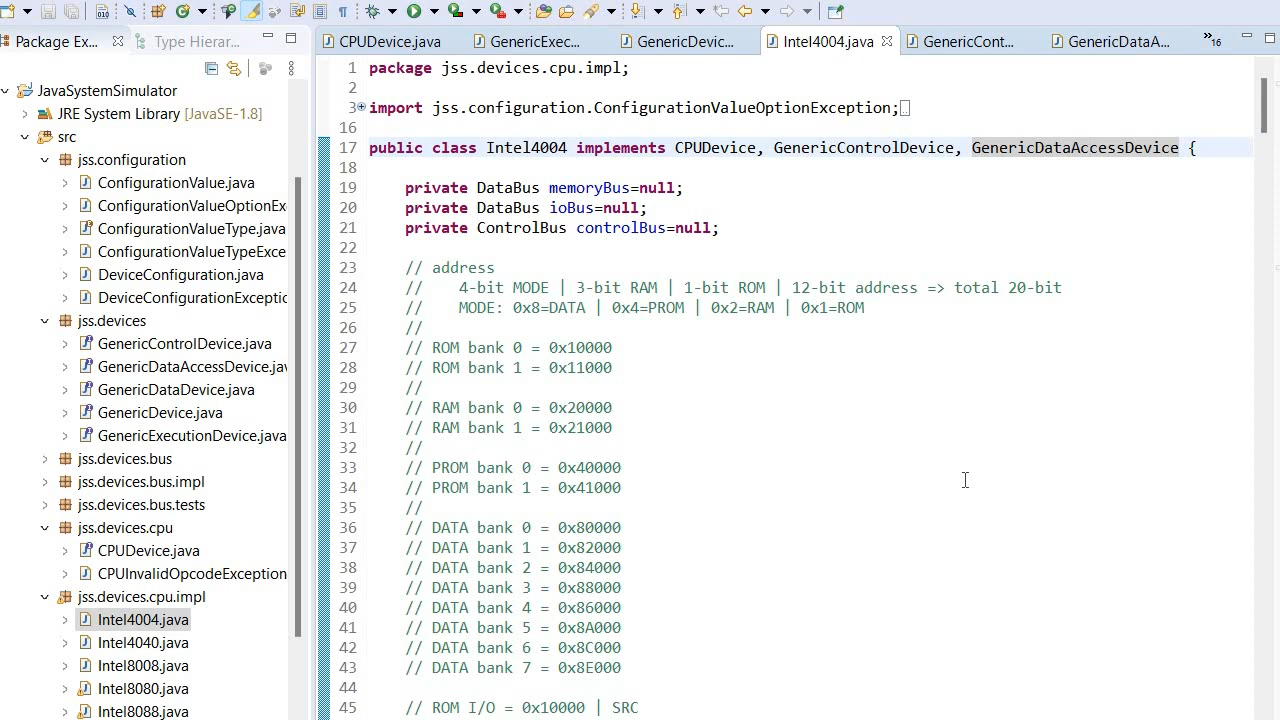 Package Ex...
Type Hierar...
JavaSystemSimulator
JRE System Library [JavaSE-1.8]
src
jss.configuration
ConfigurationValue.java
ConfigurationValueOptionEx
ConfigurationValueType.java
ConfigurationValueTypeExce
DeviceConfiguration.java
DeviceConfigurationExceptio
jss.devices
GenericControlDevice.java
GenericDataAccessDevice.jav
GenericDataDevice.java
GenericDevice.java
GenericExecutionDevice.java
jss.devices.bus
jss.devices.bus.impl
jss.devices.bus.tests
jss.devices.cpu
CPUDevice.java
CPUInvalidOpcodeException
jss.devices.cpu.impl
Intel4004.java
Intel4040.java
Intel8008.java
Intel8080.java
Intel8088.java
CPUDevice.java
GenericExec...
GenericDevic...
Intel4004.java
GenericCont...
GenericDataA...
»16
1 package jss.devices.cpu.impl;
2
3 import jss.configuration.ConfigurationValueOptionException;
16
17 public class Intel4004 implements CPUDevice, GenericControlDevice, GenericDataAccessDevice {
18
19 private DataBus memoryBus=null;
20 private DataBus ioBus=null;
21 private ControlBus controlBus=null;
22
23 // address
24 // 4-bit MODE | 3-bit RAM | 1-bit ROM | 12-bit address => total 20-bit
25 // MODE: 0x8=DATA | 0x4=PROM | 0x2=RAM | 0x1=ROM
26 //
27 // ROM bank 0 = 0x10000
28 // ROM bank 1 = 0x11000
29 //
30 // RAM bank 0 = 0x20000
31 // RAM bank 1 = 0x21000
32 //
33 // PROM bank 0 = 0x40000
34 // PROM bank 1 = 0x41000
35 //
36 // DATA bank 0 = 0x80000
37 // DATA bank 1 = 0x82000
38 // DATA bank 2 = 0x84000
39 // DATA bank 3 = 0x88000
40 // DATA bank 4 = 0x86000
41 // DATA bank 5 = 0x8A000
42 // DATA bank 6 = 0x8C000
43 // DATA bank 7 = 0x8E000
44
45 // ROM I/O = 0x10000 | SRC